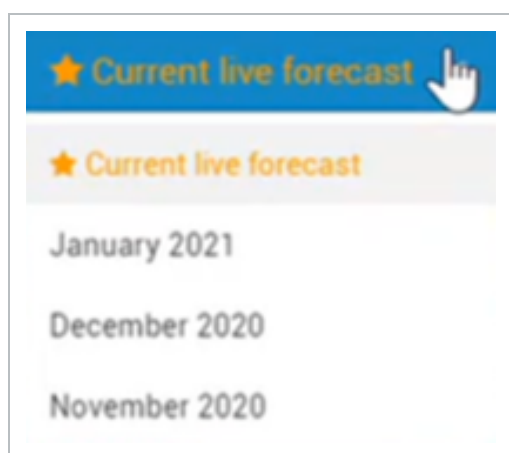 Current live forecast
Current live forecast
January 2021
December 2020
November 2020